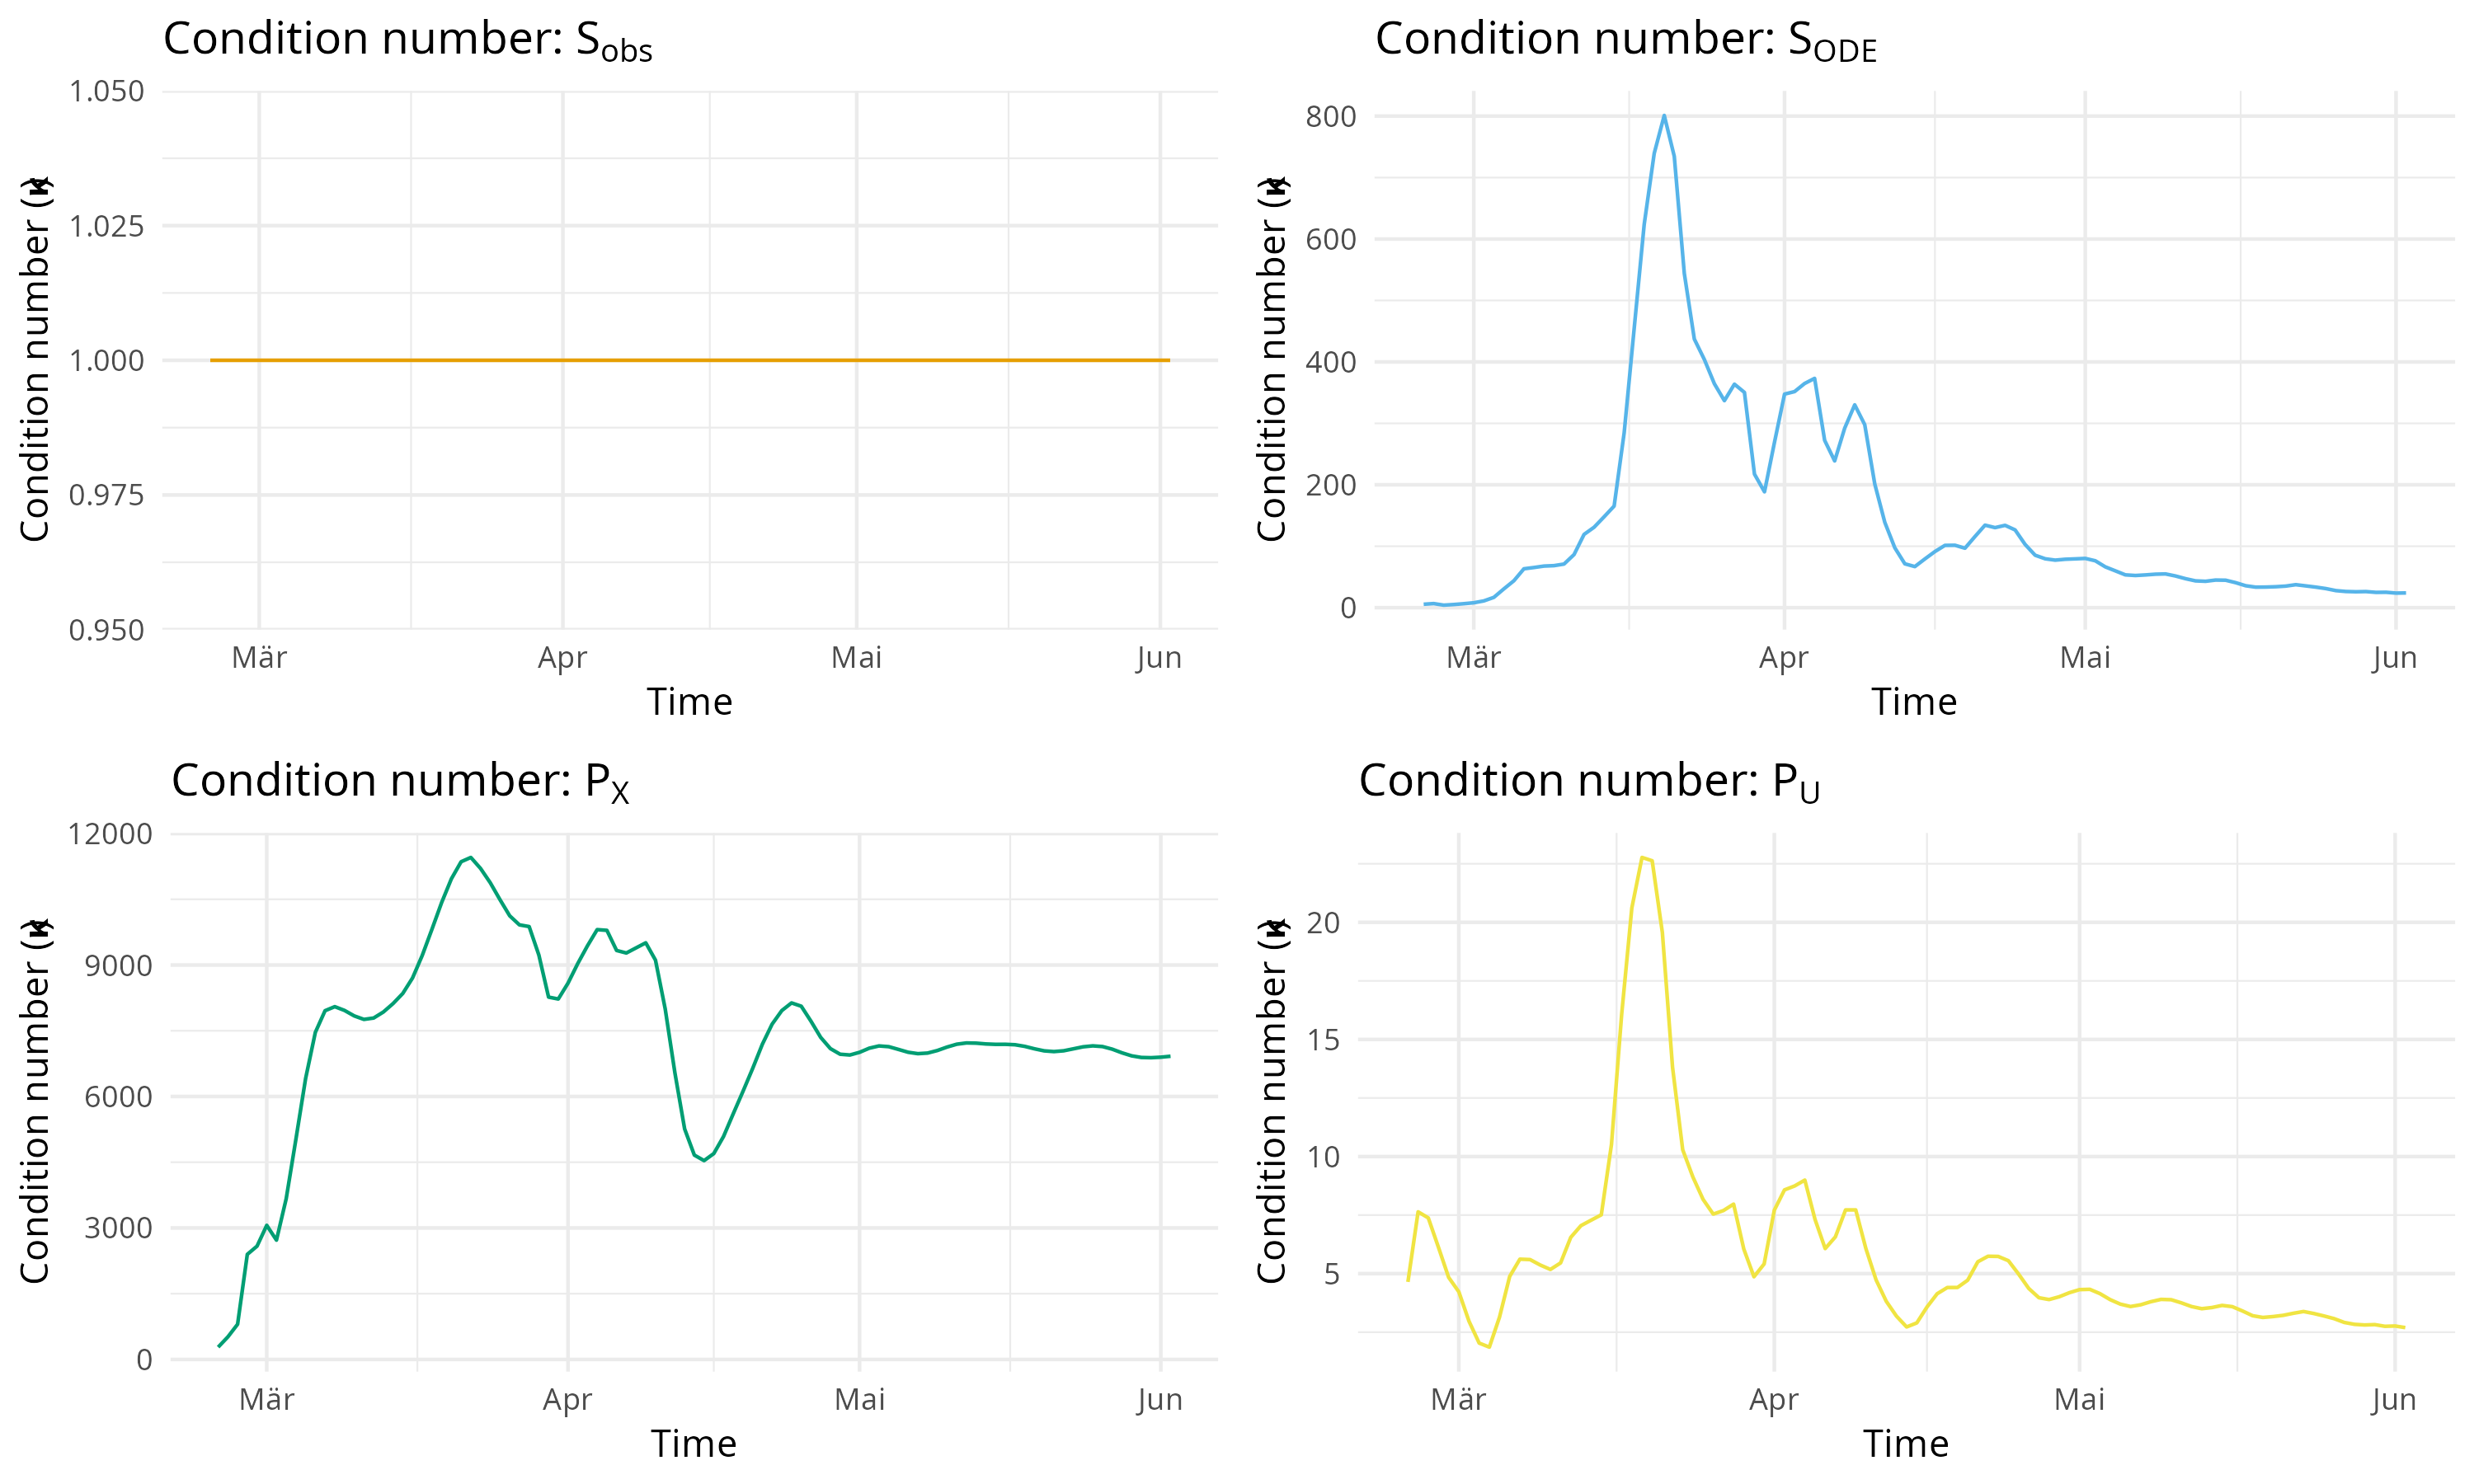 Condition number: S_obs
Condition number (κ)
1.050
1.025
1.000
0.975
0.950
Mär Apr Mai Jun
Time
Condition number: S_ODE
Condition number (κ)
800
600
400
200
0
Mär Apr Mai Jun
Time
Condition number: P_X
Condition number (κ)
12000
9000
6000
3000
0
Mär Apr Mai Jun
Time
Condition number: P_U
Condition number (κ)
20
15
10
5
Mär Apr Mai Jun
Time